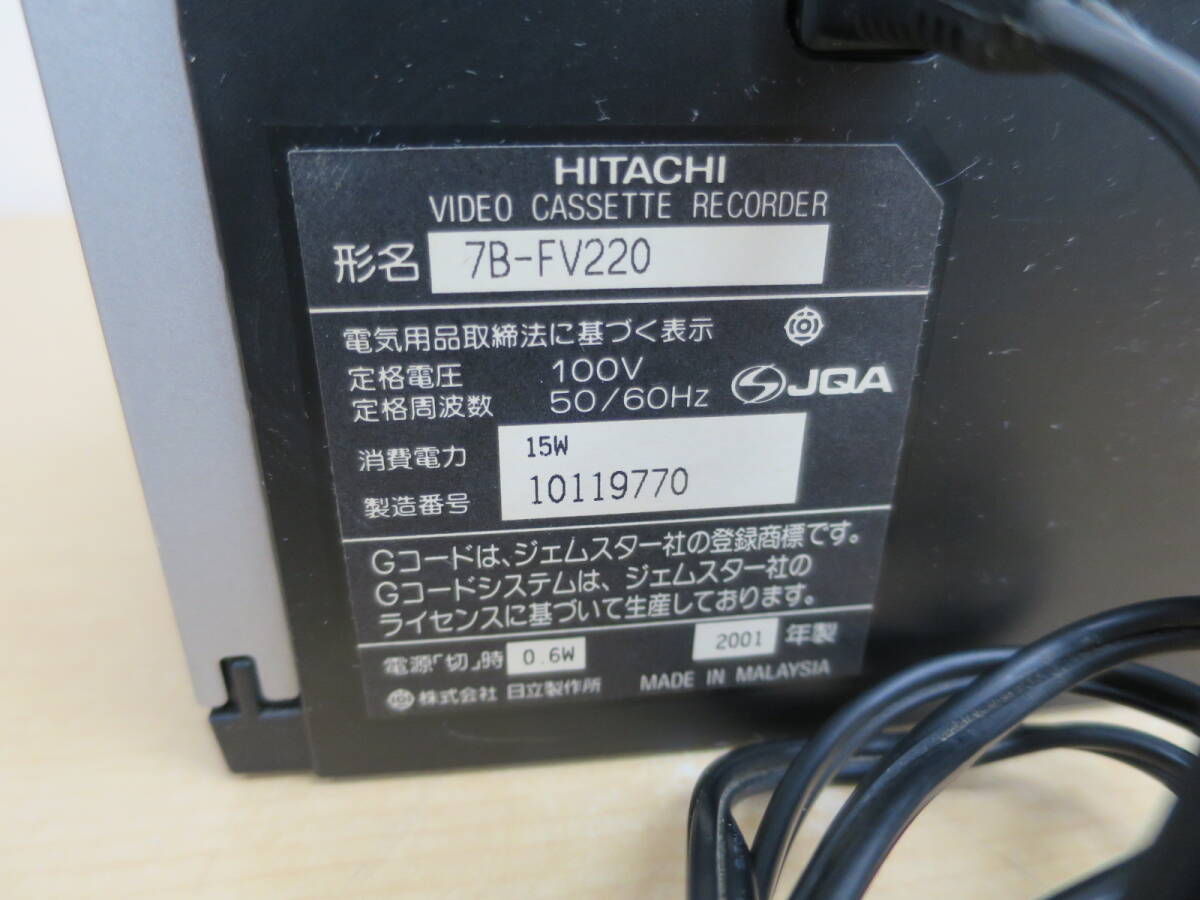 HITACHI
VIDEO CASSETTE RECORDER
形名 7B-FV220
電気用品取締法に基づく表示
定格電圧 100V
定格周波数 50/60Hz
JQA
消費電力 15W
製造番号 10119770
Gコードは、ジェムスター社の登録商標です。
Gコードシステムは、ジェムスター社の
ライセンスに基づいて生産しております。
電源「切」時 0.6W 2001 年製
株式会社 日立製作所 MADE IN MALAYSIA